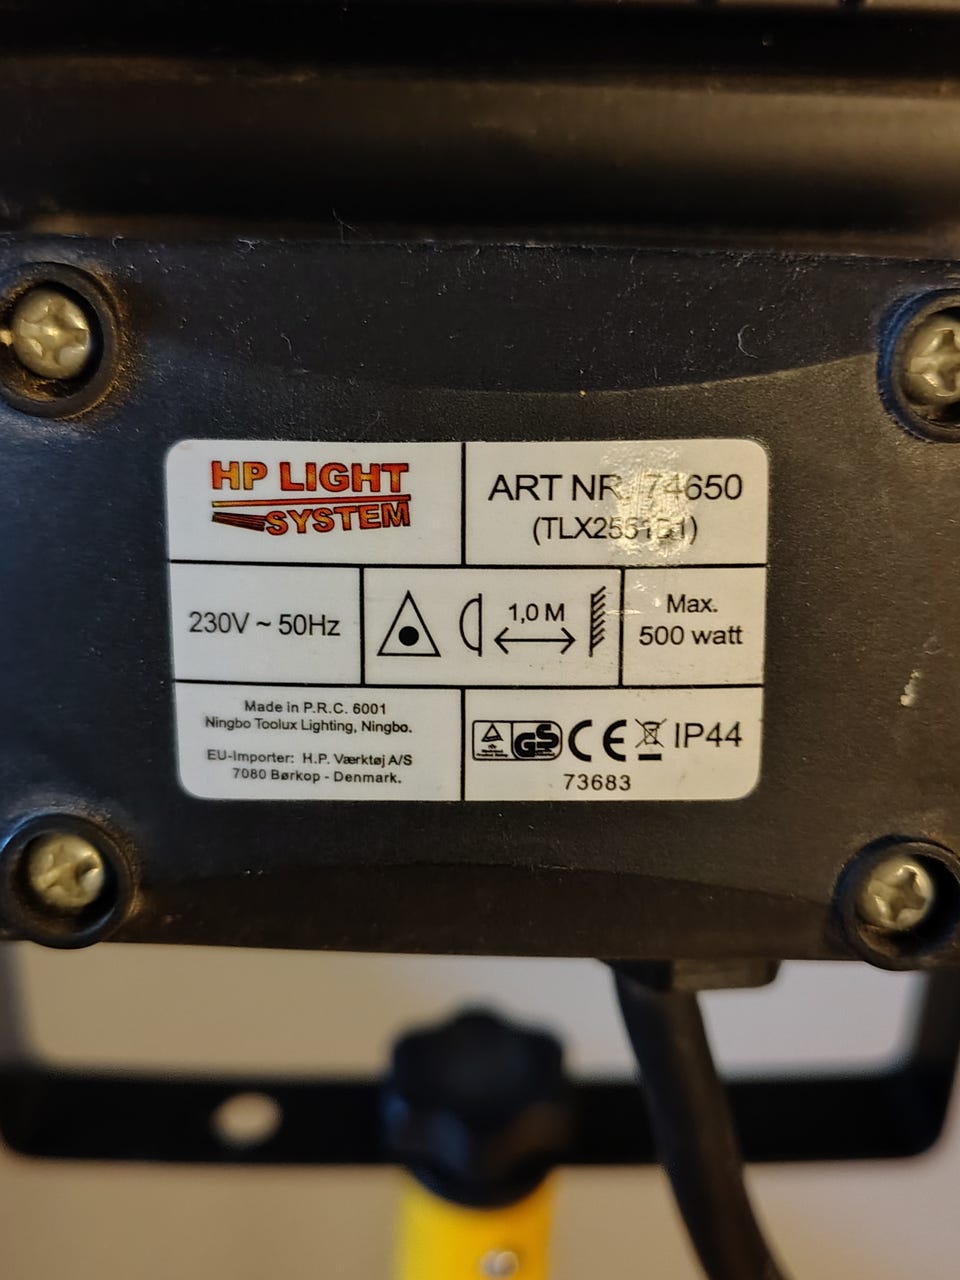 HP LIGHT
SYSTEM
ART NR. 74650
230V ~ 50Hz
1,0 M
Max.
500 watt
Made in P.R.C. 6001
Ningbo Toolux Lighting, Ningbo.
EU-Importer: H.P. Værktøj A/S
7080 Børkop - Denmark.
GS CE IP44
73683